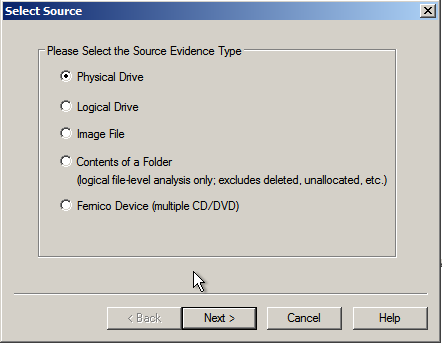 Select Source
Please Select the Source Evidence Type
Physical Drive
Logical Drive
Image File
Contents of a Folder
(logical file-level analysis only; excludes deleted, unallocated, etc.)
Fernico Device (multiple CD/DVD)
< Back
Next >
Cancel
Help